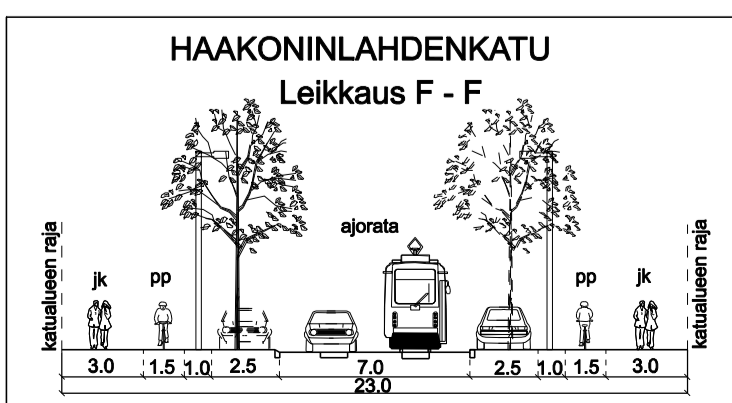 HAAKONINLAHDENKATU
Leikkaus F - F
katualueen raja
jk
pp
ajorata
pp
jk
katualueen raja
3.0 1.5 1.0 2.5 7.0 2.5 1.0 1.5 3.0
23.0